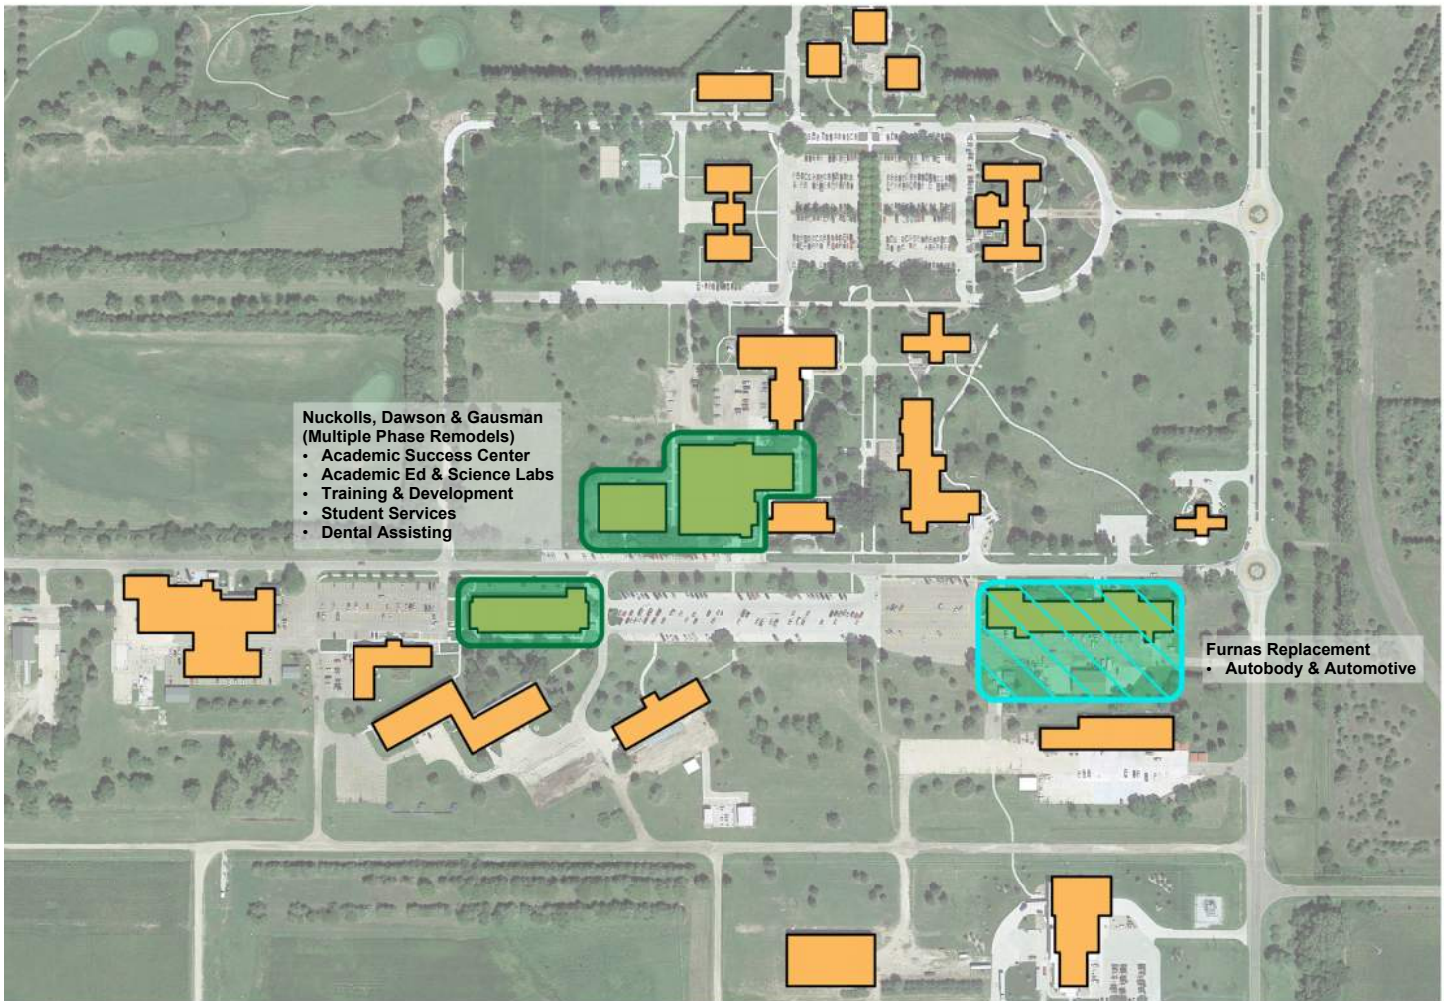 Nuckolls, Dawson & Gausman
(Multiple Phase Remodels)
• Academic Success Center
• Academic Ed & Science Labs
• Training & Development
• Student Services
• Dental Assisting
Furnas Replacement
• Autobody & Automotive